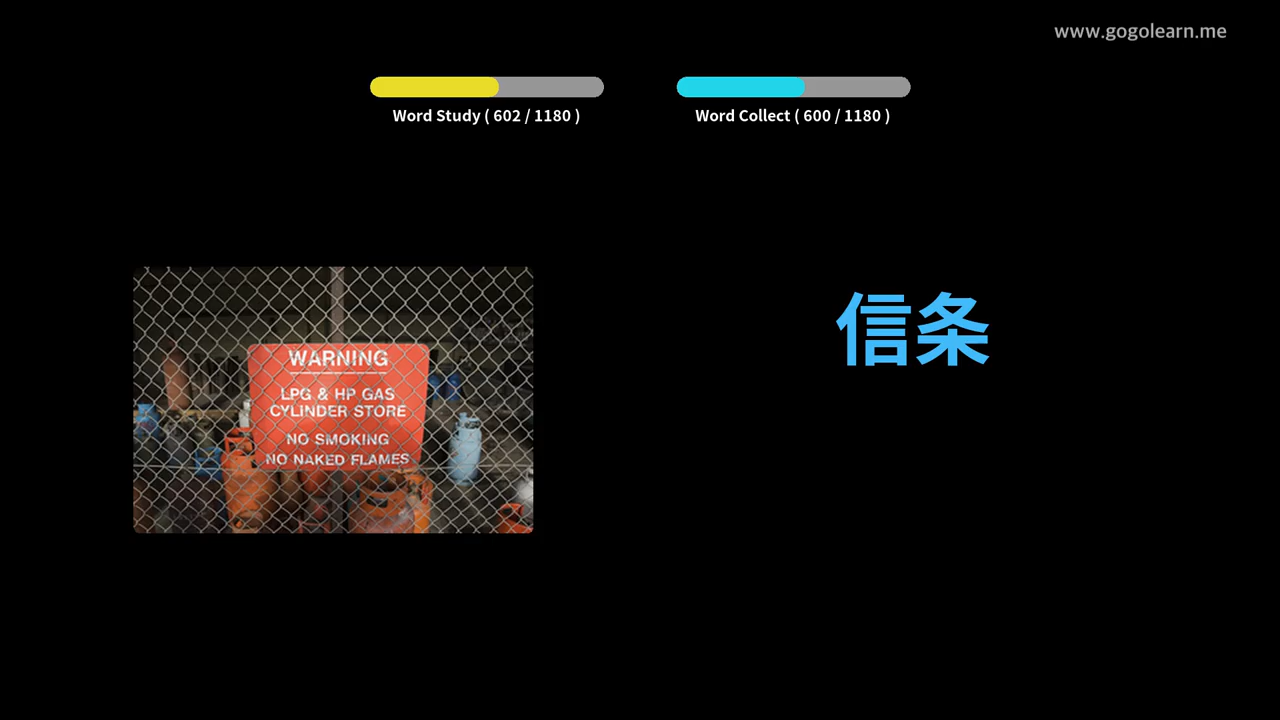 www.gogolearn.me
Word Study ( 602 / 1180 )
Word Collect ( 600 / 1180 )
WARNING
LPG & HP GAS
CYLINDER STORE
NO SMOKING
NO NAKED FLAMES
信条